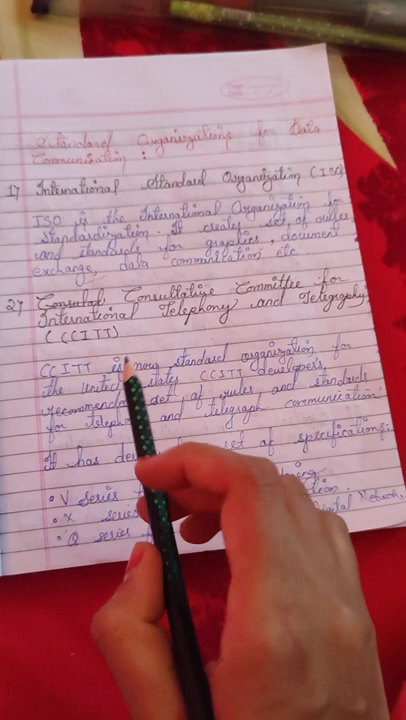 Standard Organizations for Data
Communication :
1) International Standard Organization (ISO)
ISO is the International Organization for
Standardization. It creates set of rules
and standards for graphics, document
exchange, data communication etc
2) Consultative Committee for
International Telephony and Telegraphy
(CCITT)
CCITT is now standard organization for
the United states. CCITT developers
recommended set of rules and standards
for and telegraph communication
It has set of specifications:
• V series
• X series Digital Network
• Q series